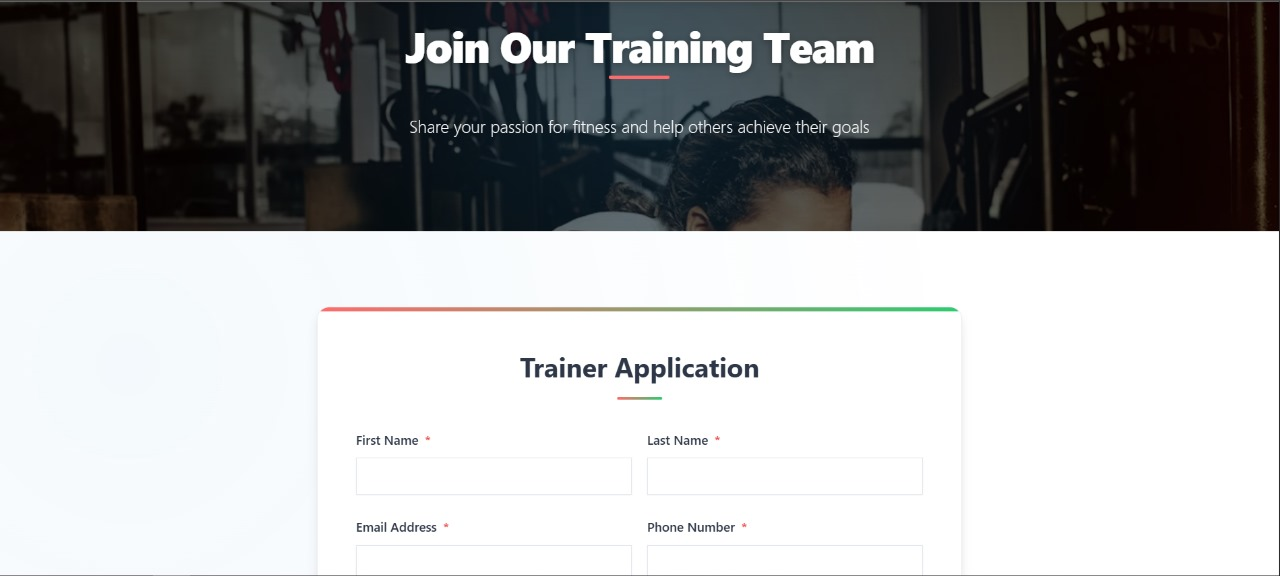 Join Our Training Team
Share your passion for fitness and help others achieve their goals
Trainer Application
First Name *
Last Name *
Email Address *
Phone Number *